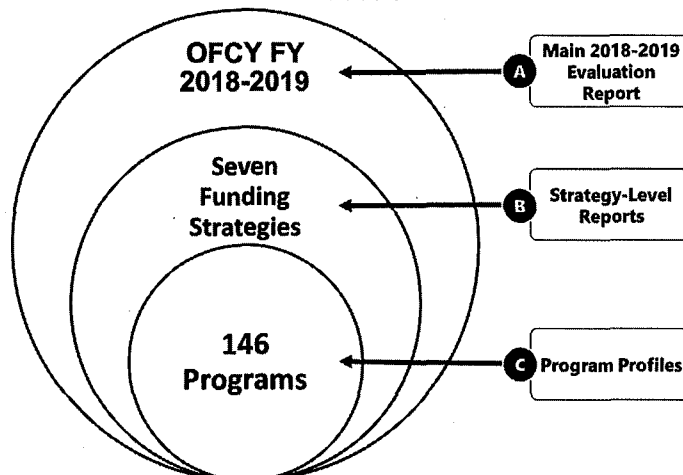 OFCY FY
2018-2019
A
Main 2018-2019
Evaluation
Report
Seven
Funding
Strategies
B
Strategy-Level
Reports
146
Programs
C
Program Profiles